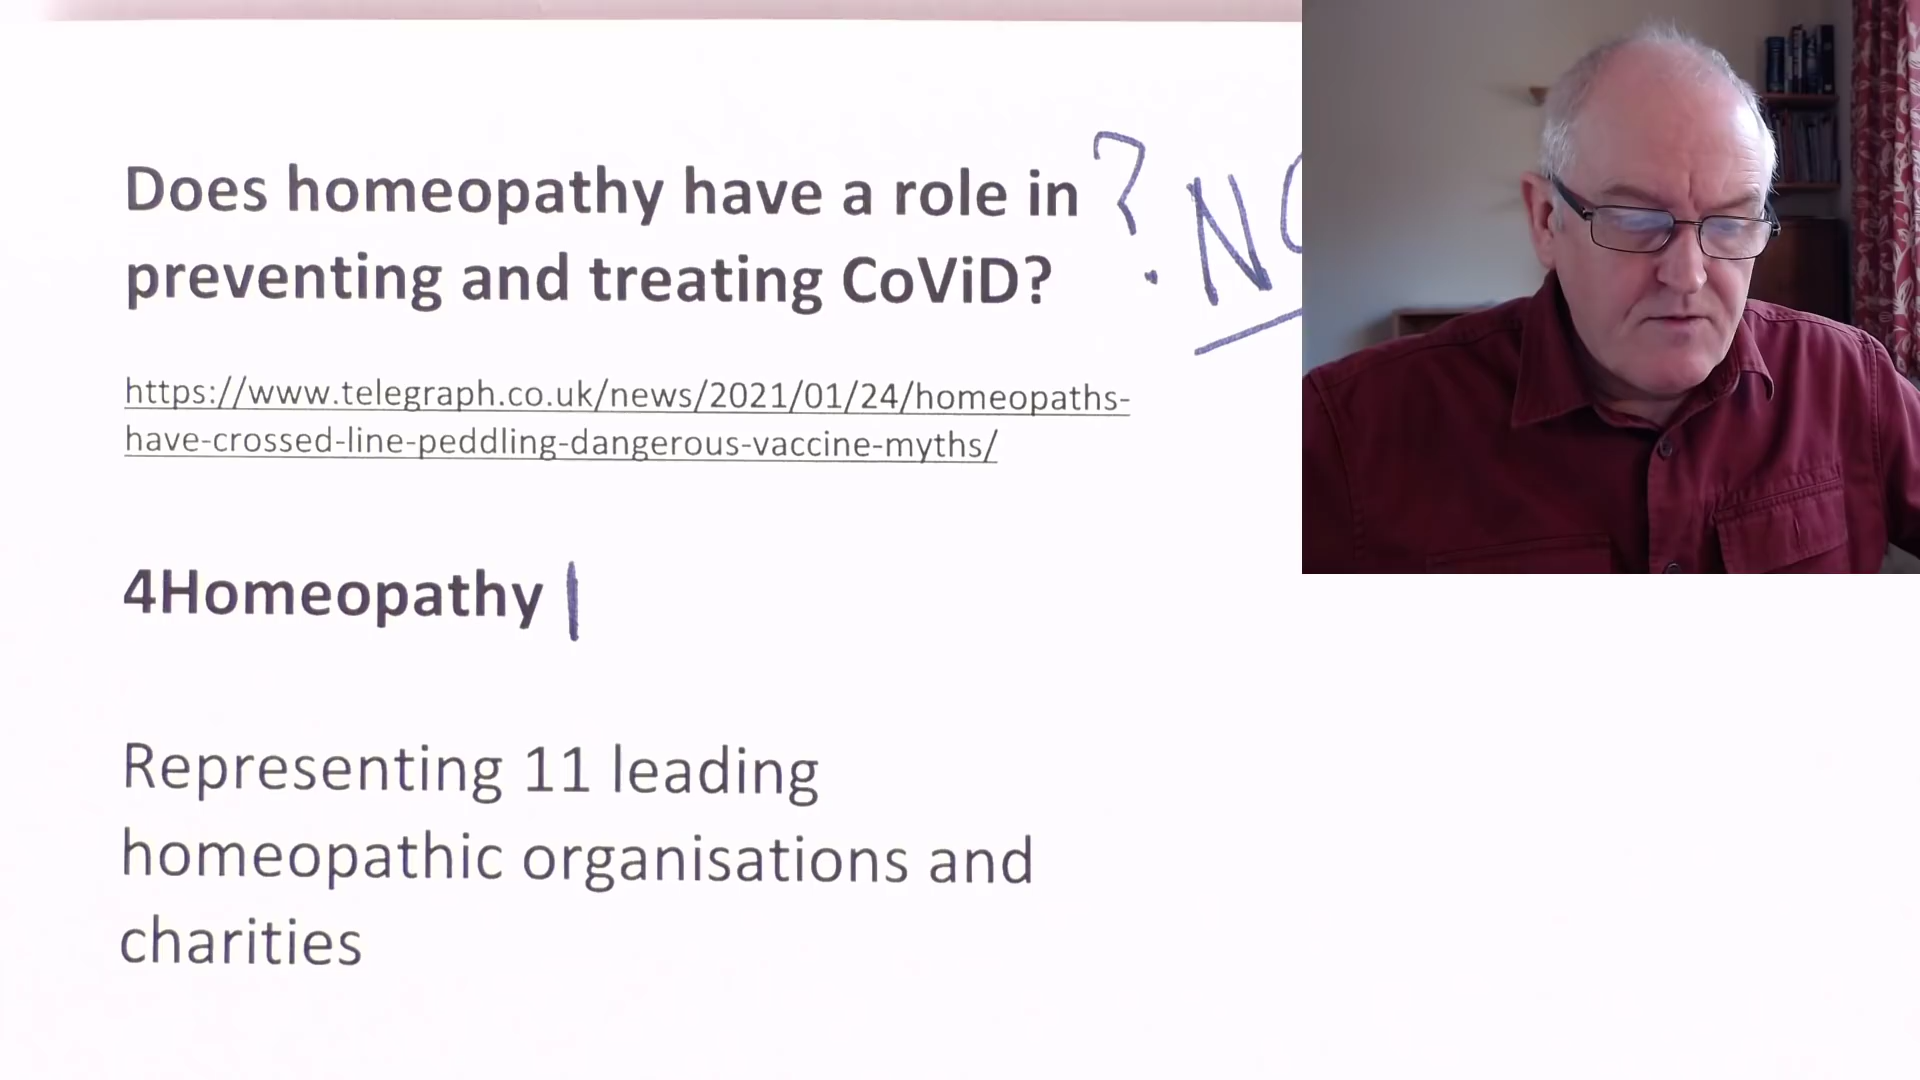 Does homeopathy have a role in ? NO
preventing and treating CoViD?
https://www.telegraph.co.uk/news/2021/01/24/homeopaths-
have-crossed-line-peddling-dangerous-vaccine-myths/
4Homeopathy |
Representing 11 leading
homeopathic organisations and
charities